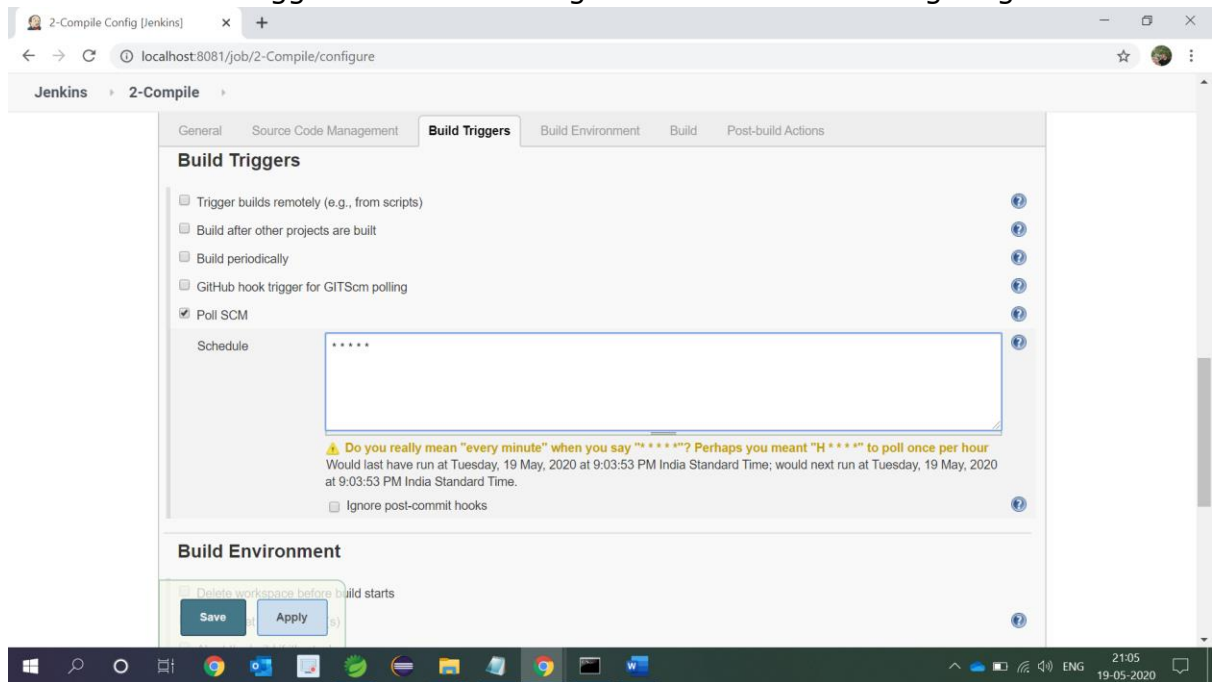 2-Compile Config [Jenkins]
localhost:8081/job/2-Compile/configure
Jenkins 2-Compile
General Source Code Management Build Triggers Build Environment Build Post-build Actions
Build Triggers
Trigger builds remotely (e.g., from scripts)
Build after other projects are built
Build periodically
GitHub hook trigger for GITScm polling
Poll SCM
Schedule * * * * *
Do you really mean "every minute" when you say "* * * * *"? Perhaps you meant "H * * * *" to poll once per hour
Would last have run at Tuesday, 19 May, 2020 at 9:03:53 PM India Standard Time; would next run at Tuesday, 19 May, 2020
at 9:03:53 PM India Standard Time.
Ignore post-commit hooks
Build Environment
Delete workspace before build starts
Save Apply s)
ENG 21:05
19-05-2020